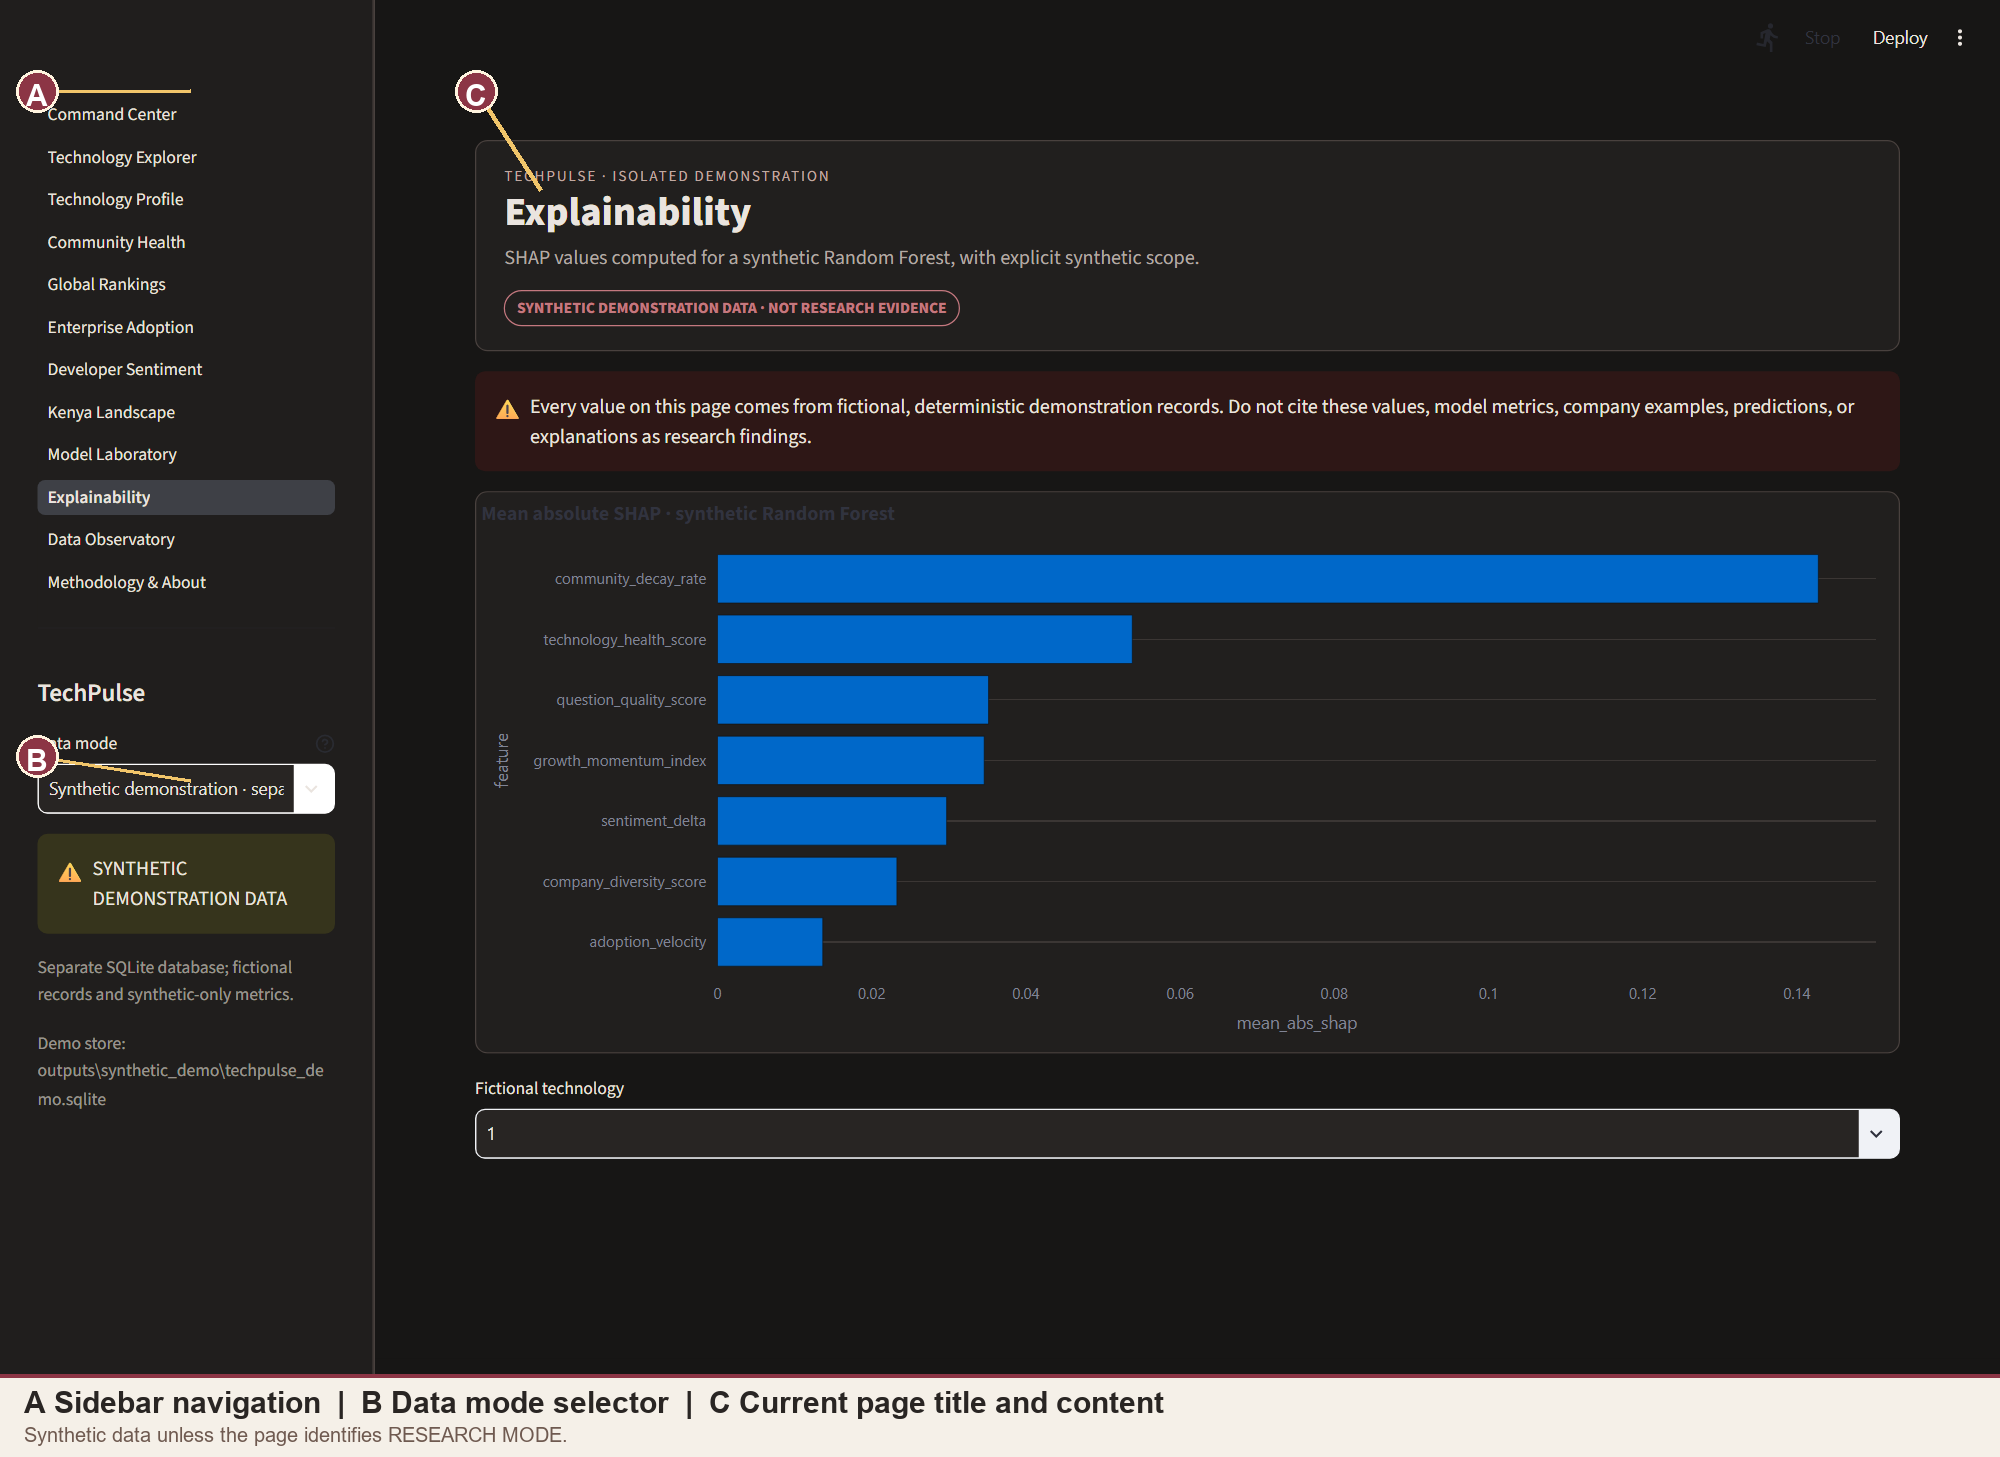 Stop
Deploy
A
Command Center
Technology Explorer
Technology Profile
Community Health
Global Rankings
Enterprise Adoption
Developer Sentiment
Kenya Landscape
Model Laboratory
Explainability
Data Observatory
Methodology & About
TechPulse
B
ta mode
Synthetic demonstration · sepa
SYNTHETIC
DEMONSTRATION DATA
Separate SQLite database; fictional
records and synthetic-only metrics.
Demo store:
outputs\synthetic_demo\techpulse_de
mo.sqlite
C
TECHPULSE · ISOLATED DEMONSTRATION
Explainability
SHAP values computed for a synthetic Random Forest, with explicit synthetic scope.
SYNTHETIC DEMONSTRATION DATA · NOT RESEARCH EVIDENCE
Every value on this page comes from fictional, deterministic demonstration records. Do not cite these values, model metrics, company examples, predictions, or
explanations as research findings.
Mean absolute SHAP · synthetic Random Forest
feature
community_decay_rate
technology_health_score
question_quality_score
growth_momentum_index
sentiment_delta
company_diversity_score
adoption_velocity
0 0.02 0.04 0.06 0.08 0.1 0.12 0.14
mean_abs_shap
Fictional technology
1
A Sidebar navigation | B Data mode selector | C Current page title and content
Synthetic data unless the page identifies RESEARCH MODE.